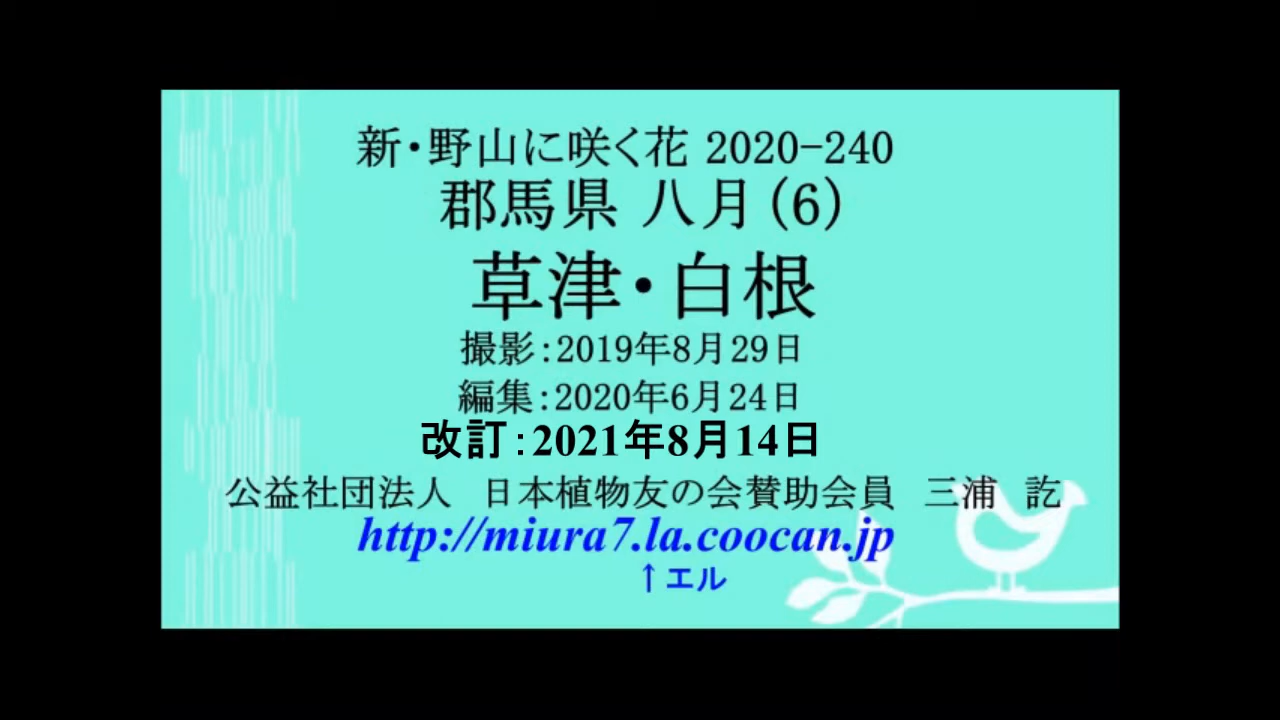 新・野山に咲く花 2020-240
郡馬県 八月(6)
草津・白根
撮影:2019年8月29日
編集:2020年6月24日
改訂:2021年8月14日
公益社団法人 日本植物友の会賛助会員 三浦 訖
http://miura7.la.coocan.jp
↑エル